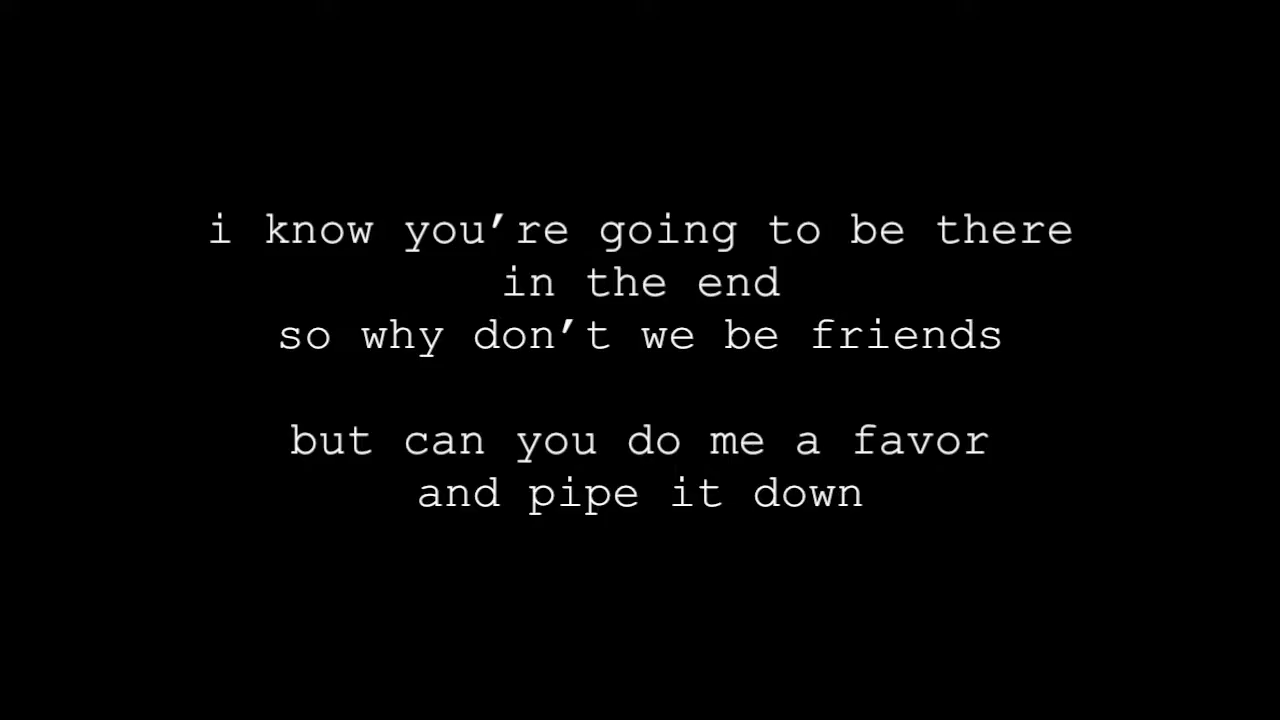 i know you’re going to be there
in the end
so why don’t we be friends
but can you do me a favor
and pipe it down